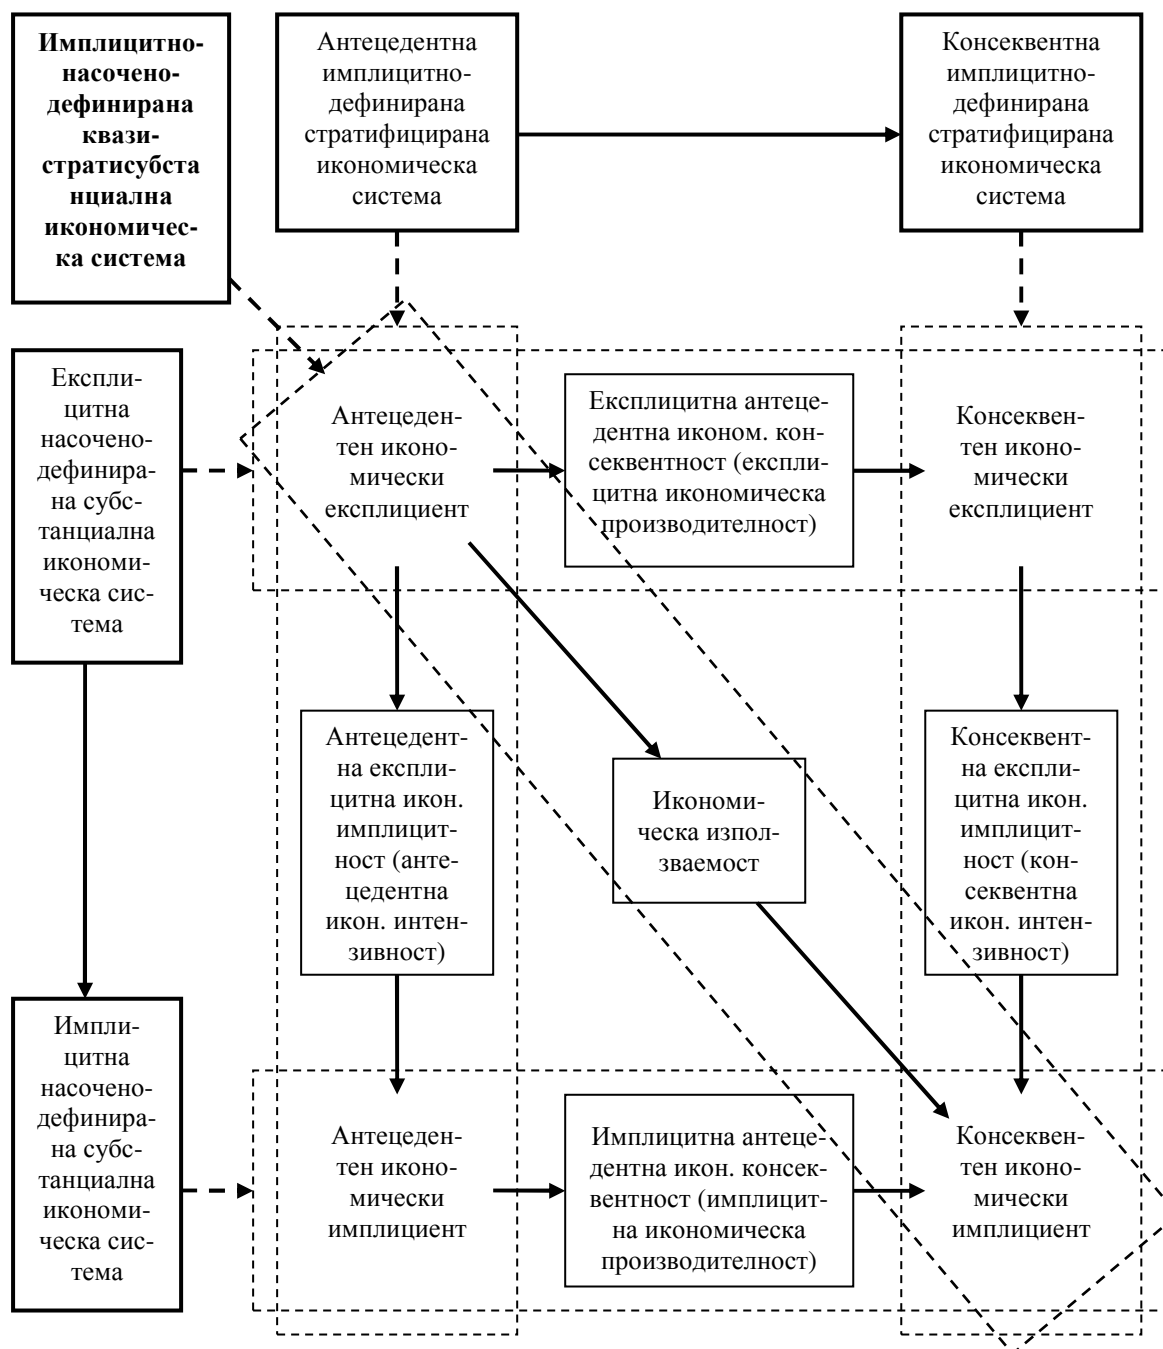 Имплицитно-
насочено-
дефинирана
квази-
стратисубста
нциална
икономичес-
ка система
Антецедентна
имплицитно-
дефинирана
стратифицирана
икономическа
система
Консеквентна
имплицитно-
дефинирана
стратифицирана
икономическа
система
Експли-
цитна
насочено-
дефинира-
на субс-
танциална
икономи-
ческа сис-
тема
Антецеден-
тен иконо-
мически
експлициент
Експлицитна антеце-
дентна иконом. кон-
секвентност (експли-
цитна икономическа
производителност)
Консеквен-
тен иконо-
мически
експлициент
Антецедент-
на експли-
цитна икон.
имплицит-
ност (анте-
цедентна
икон. интен-
зивност)
Икономи-
ческа изпол-
зваемост
Консеквент-
на експли-
цитна икон.
имплицит-
ност (кон-
секвентна
икон. интен-
зивност)
Импли-
цитна
насочено-
дефинира-
на субс-
танциална
икономи-
ческа сис-
тема
Антецеден-
тен иконо-
мически
имплициент
Имплицитна антеце-
дентна икон. консек-
вентност (имплицит-
на икономическа
производителност)
Консеквен-
тен иконо-
мически
имплициент